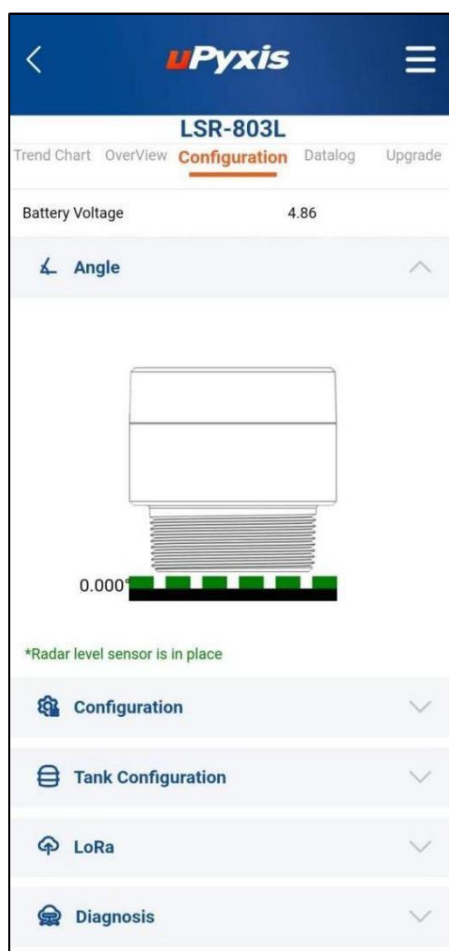 uPyxis
LSR-803L
Trend Chart OverView Configuration Datalog Upgrade
Battery Voltage 4.86
Angle
0.000°
*Radar level sensor is in place
Configuration
Tank Configuration
LoRa
Diagnosis